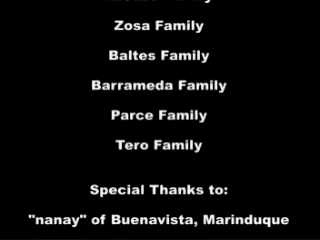 Zosa Family
Baltes Family
Barrameda Family
Parce Family
Tero Family
Special Thanks to:
"nanay" of Buenavista, Marinduque